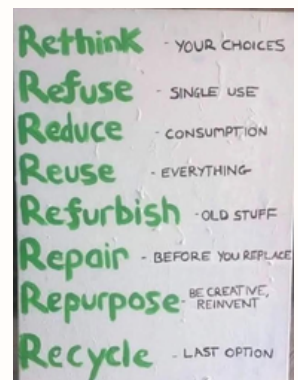 Rethink - YOUR CHOICES
Refuse - SINGLE USE
Reduce - CONSUMPTION
Reuse - EVERYTHING
Refurbish - OLD STUFF
Repair - BEFORE YOU REPLACE
Repurpose - BE CREATIVE,
REINVENT
Recycle - LAST OPTION